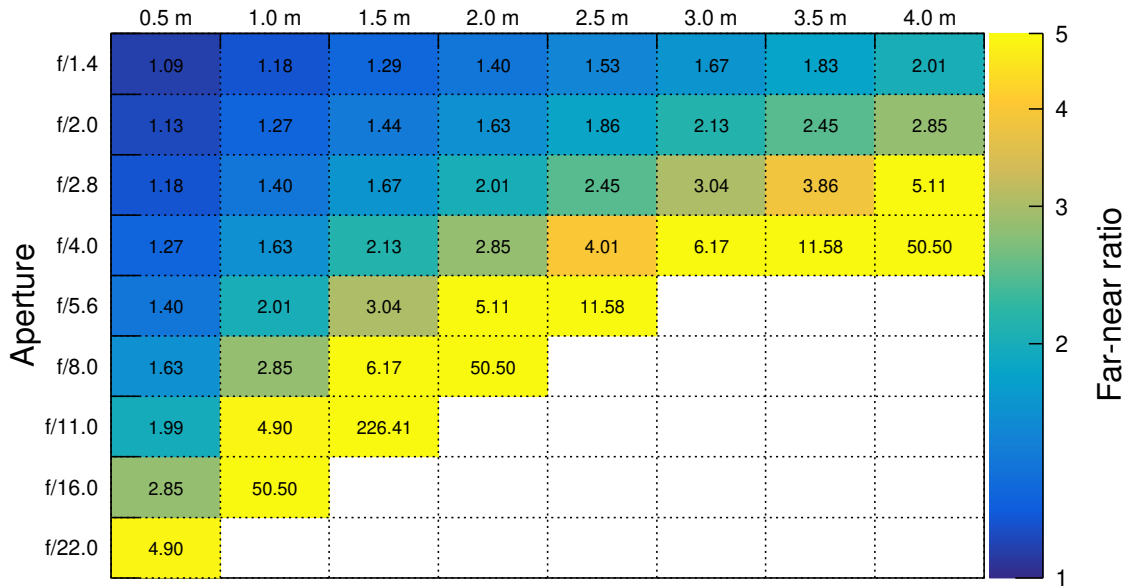 0.5 m 1.0 m 1.5 m 2.0 m 2.5 m 3.0 m 3.5 m 4.0 m
f/1.4 1.09 1.18 1.29 1.40 1.53 1.67 1.83 2.01
f/2.0 1.13 1.27 1.44 1.63 1.86 2.13 2.45 2.85
f/2.8 1.18 1.40 1.67 2.01 2.45 3.04 3.86 5.11
f/4.0 1.27 1.63 2.13 2.85 4.01 6.17 11.58 50.50
f/5.6 1.40 2.01 3.04 5.11 11.58
f/8.0 1.63 2.85 6.17 50.50
f/11.0 1.99 4.90 226.41
f/16.0 2.85 50.50
f/22.0 4.90
Aperture
5
4
3
2
1
Far-near ratio